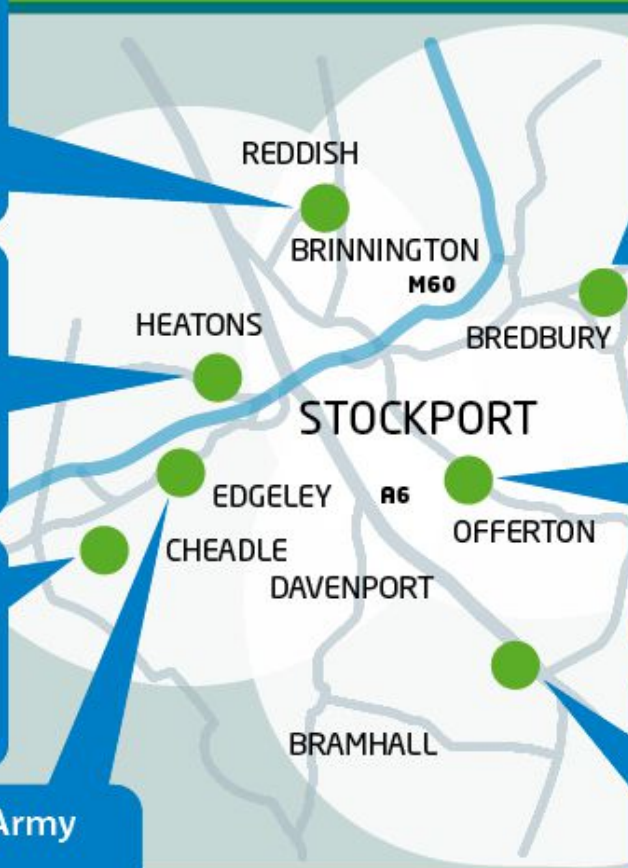 REDDISH
BRINNINGTON
M60
HEATONS
BREDBURY
STOCKPORT
EDGELEY
A6
OFFERTON
CHEADLE
DAVENPORT
BRAMHALL
Army